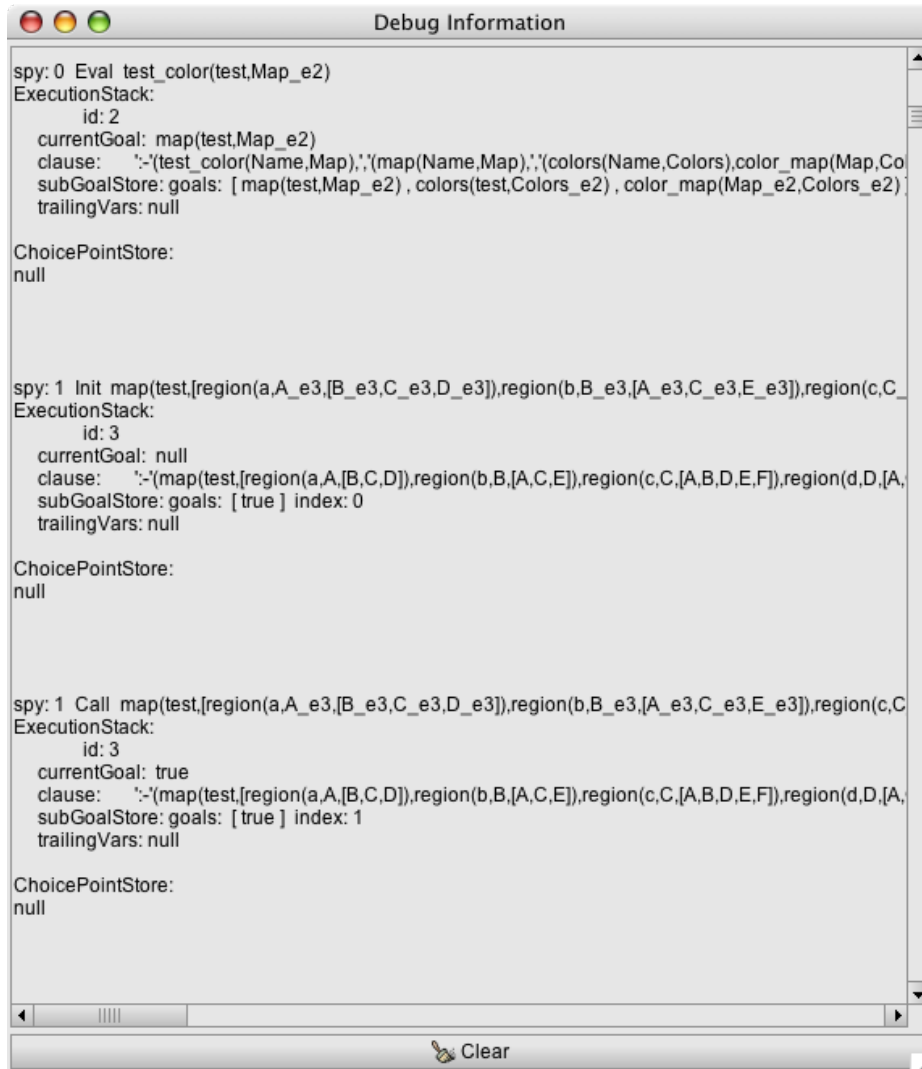 Debug Information
spy: 0 Eval test_color(test,Map_e2)
ExecutionStack:
id: 2
currentGoal: map(test,Map_e2)
clause: ':-'(test_color(Name,Map),','(map(Name,Map),','(colors(Name,Colors),color_map(Map,Col
subGoalStore: goals: [ map(test,Map_e2) , colors(test,Colors_e2) , color_map(Map_e2,Colors_e2) ]
trailingVars: null
ChoicePointStore:
null
spy: 1 Init map(test,[region(a,A_e3,[B_e3,C_e3,D_e3]),region(b,B_e3,[A_e3,C_e3,E_e3]),region(c,C_
ExecutionStack:
id: 3
currentGoal: null
clause: ':-'(map(test,[region(a,A,[B,C,D]),region(b,B,[A,C,E]),region(c,C,[A,B,D,E,F]),region(d,D,[A,
subGoalStore: goals: [ true ] index: 0
trailingVars: null
ChoicePointStore:
null
spy: 1 Call map(test,[region(a,A_e3,[B_e3,C_e3,D_e3]),region(b,B_e3,[A_e3,C_e3,E_e3]),region(c,C
ExecutionStack:
id: 3
currentGoal: true
clause: ':-'(map(test,[region(a,A,[B,C,D]),region(b,B,[A,C,E]),region(c,C,[A,B,D,E,F]),region(d,D,[A,
subGoalStore: goals: [ true ] index: 1
trailingVars: null
ChoicePointStore:
null
Clear